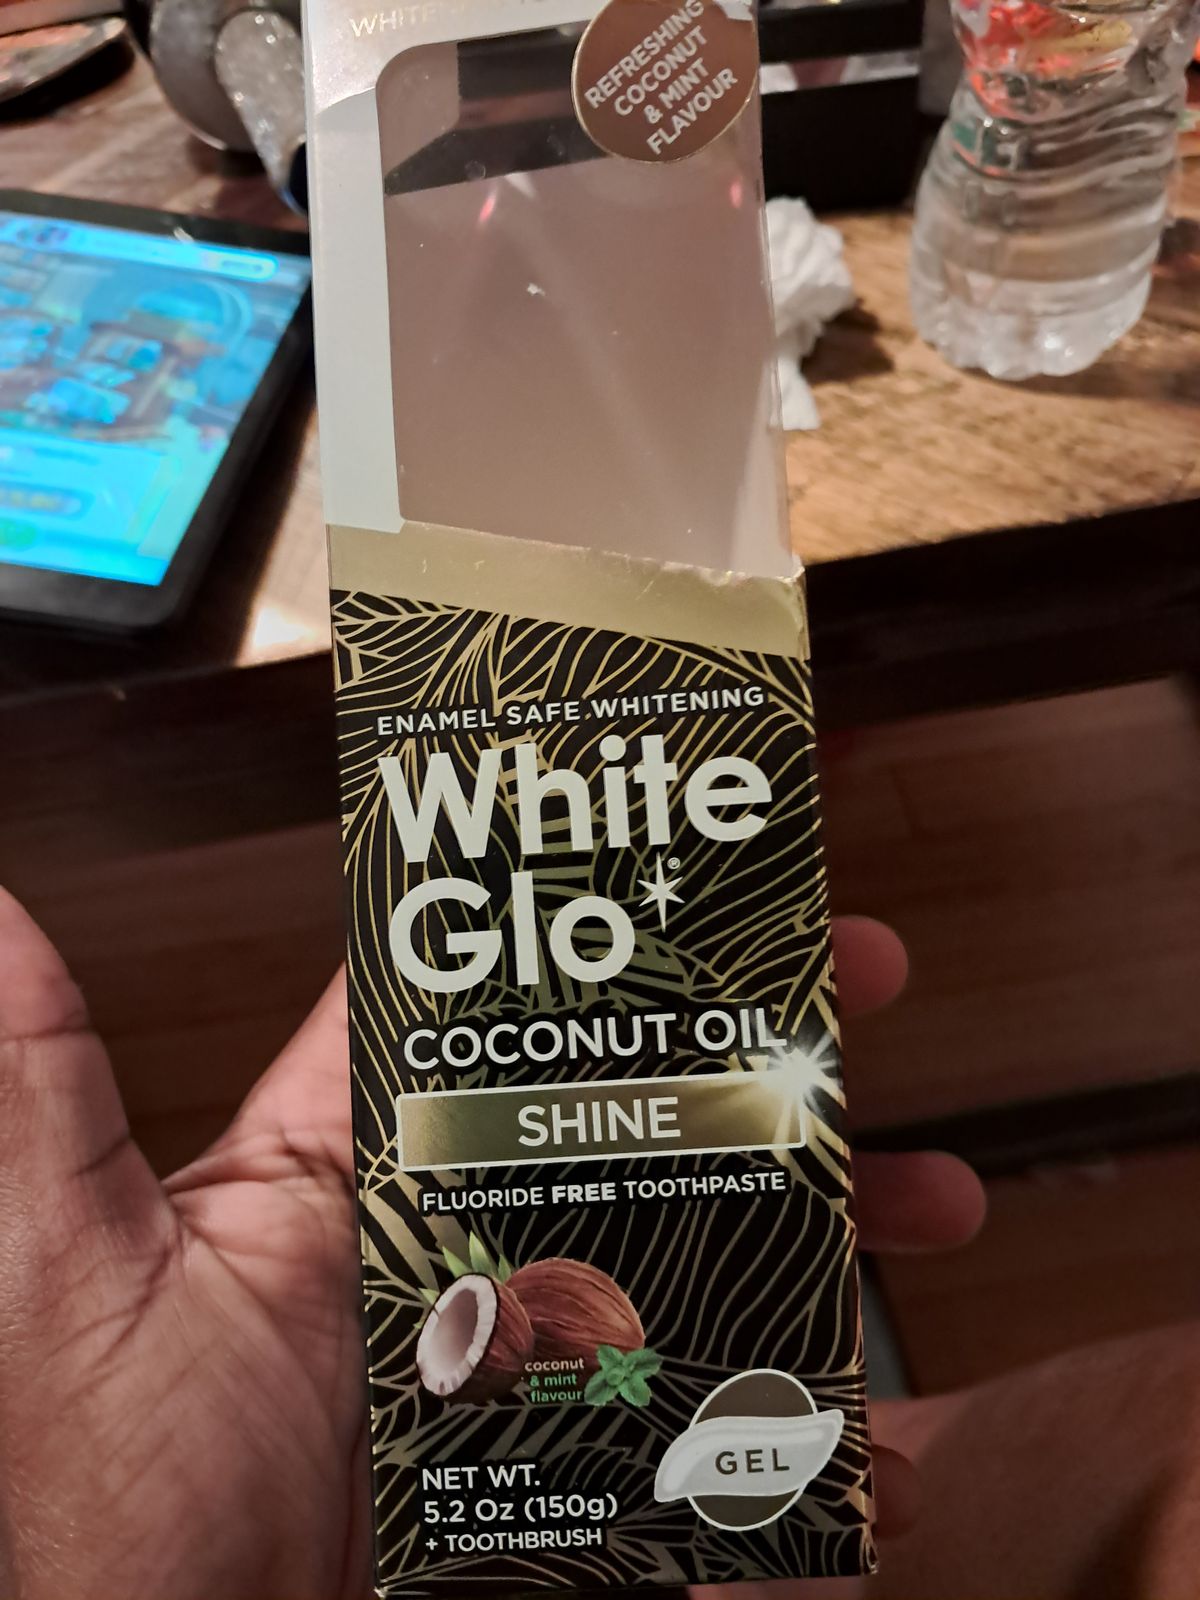 REFRESHING
COCONUT
& MINT
FLAVOUR
ENAMEL SAFE WHITENING
White
Glo®
COCONUT OIL
SHINE
FLUORIDE FREE TOOTHPASTE
coconut
& mint
flavour
GEL
NET WT.
5.2 Oz (150g)
+ TOOTHBRUSH